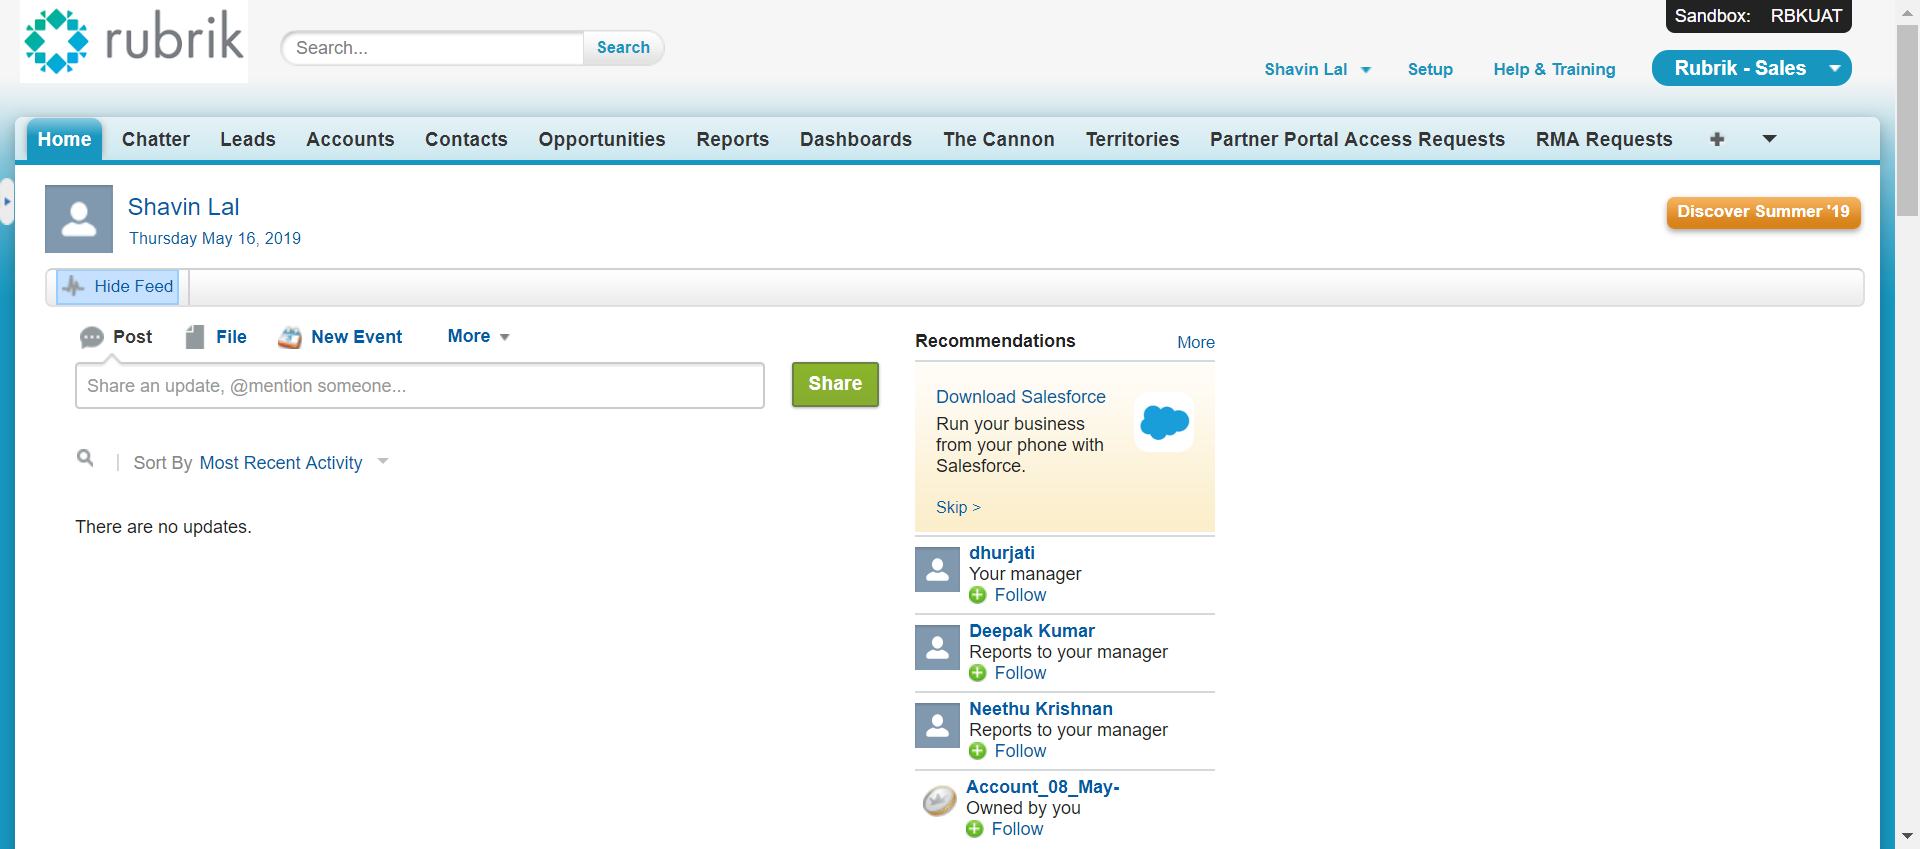 rubrik
Search...
Search
Sandbox: RBKUAT
Shavin Lal
Setup
Help & Training
Rubrik - Sales
Home
Chatter
Leads
Accounts
Contacts
Opportunities
Reports
Dashboards
The Cannon
Territories
Partner Portal Access Requests
RMA Requests
Shavin Lal
Thursday May 16, 2019
Discover Summer '19
Hide Feed
Post
File
New Event
More
Share an update, @mention someone...
Share
Sort By Most Recent Activity
There are no updates.
Recommendations
More
Download Salesforce
Run your business
from your phone with
Salesforce.
Skip >
dhurjati
Your manager
Follow
Deepak Kumar
Reports to your manager
Follow
Neethu Krishnan
Reports to your manager
Follow
Account_08_May-
Owned by you
Follow